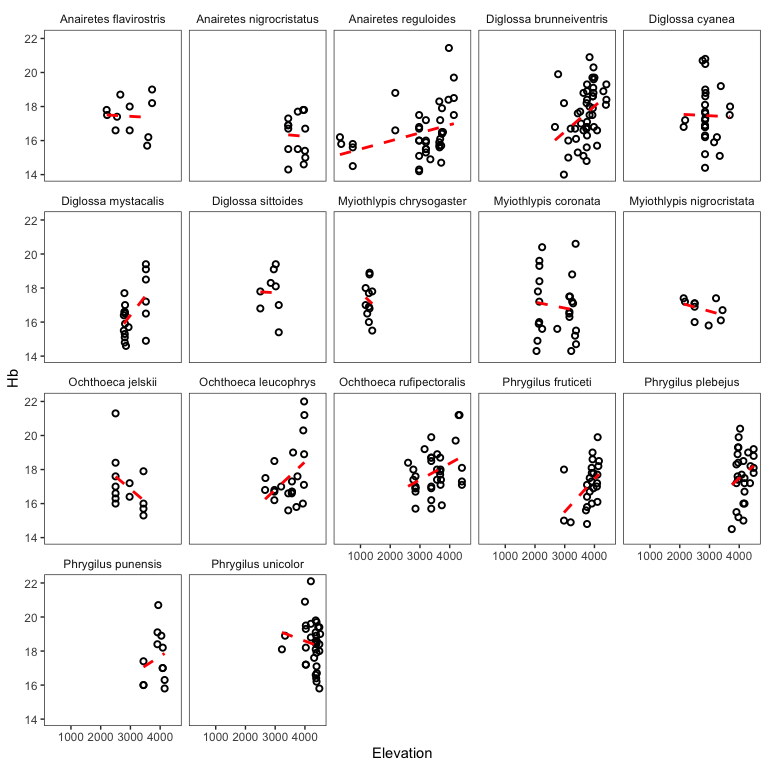 Anairetes flavirostris Anairetes nigrocristatus Anairetes reguloides Diglossa brunneiventris Diglossa cyanea
22
20
18
16
14
Diglossa mystacalis Diglossa sittoides Myiothlypis chrysogaster Myiothlypis coronata Myiothlypis nigrocristata
22
20
18
16
14
Hb
Ochthoeca jelskii Ochthoeca leucophrys Ochthoeca rufipectoralis Phrygilus fruticeti Phrygilus plebejus
22
20
18
16
14
1000 2000 3000 4000 1000 2000 3000 4000 1000 2000 3000 4000
Phrygilus punensis Phrygilus unicolor
22
20
18
16
14
1000 2000 3000 4000 1000 2000 3000 4000
Elevation